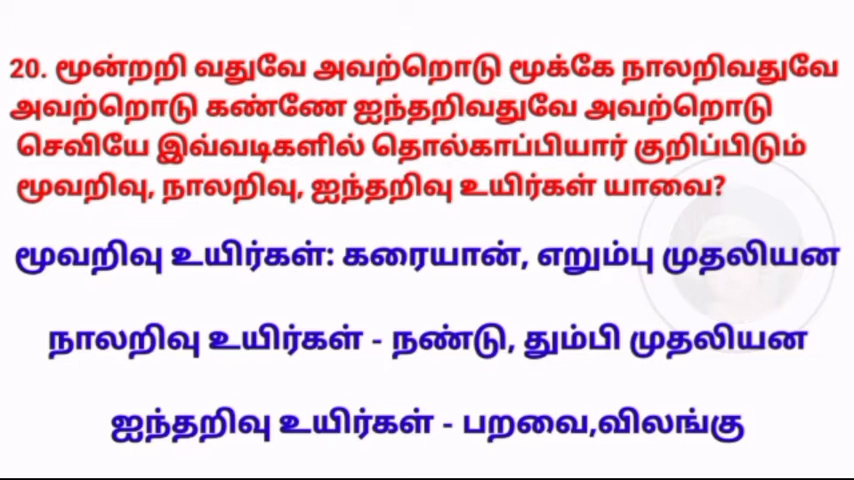 20. மூன்றறி வதுவே அவற்றொடு மூக்கே நாலறிவதுவே
அவற்றொடு கண்ணே ஐந்தறிவதுவே அவற்றொடு
செவியே இவ்வடிகளில் தொல்காப்பியார் குறிப்பிடும்
மூவறிவு, நாலறிவு, ஐந்தறிவு உயிர்கள் யாவை?
மூவறிவு உயிர்கள்: கரையான், எறும்பு முதலியன
நாலறிவு உயிர்கள் - நண்டு, தும்பி முதலியன
ஐந்தறிவு உயிர்கள் - பறவை,விலங்கு